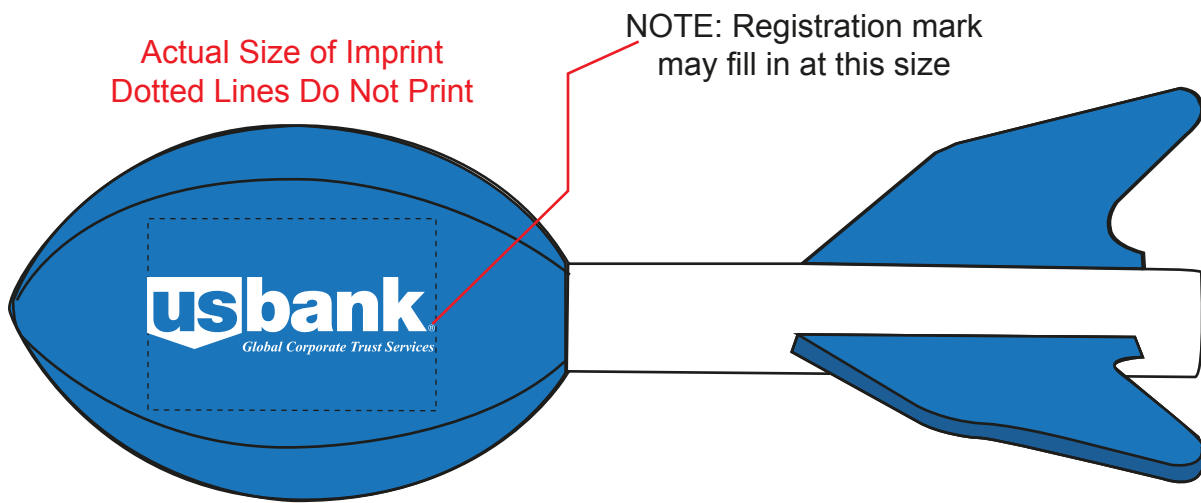 Actual Size of Imprint
Dotted Lines Do Not Print
NOTE: Registration mark
may fill in at this size
usbank®
Global Corporate Trust Services